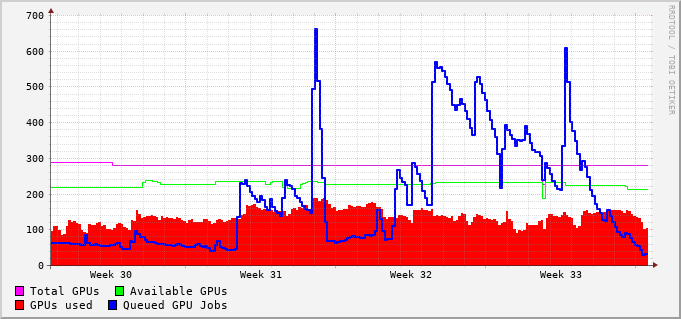 700
600
500
400
300
200
100
0
Week 30 Week 31 Week 32 Week 33
Total GPUs Available GPUs
GPUs used Queued GPU Jobs
RRDTOOL / TOBI OETIKER